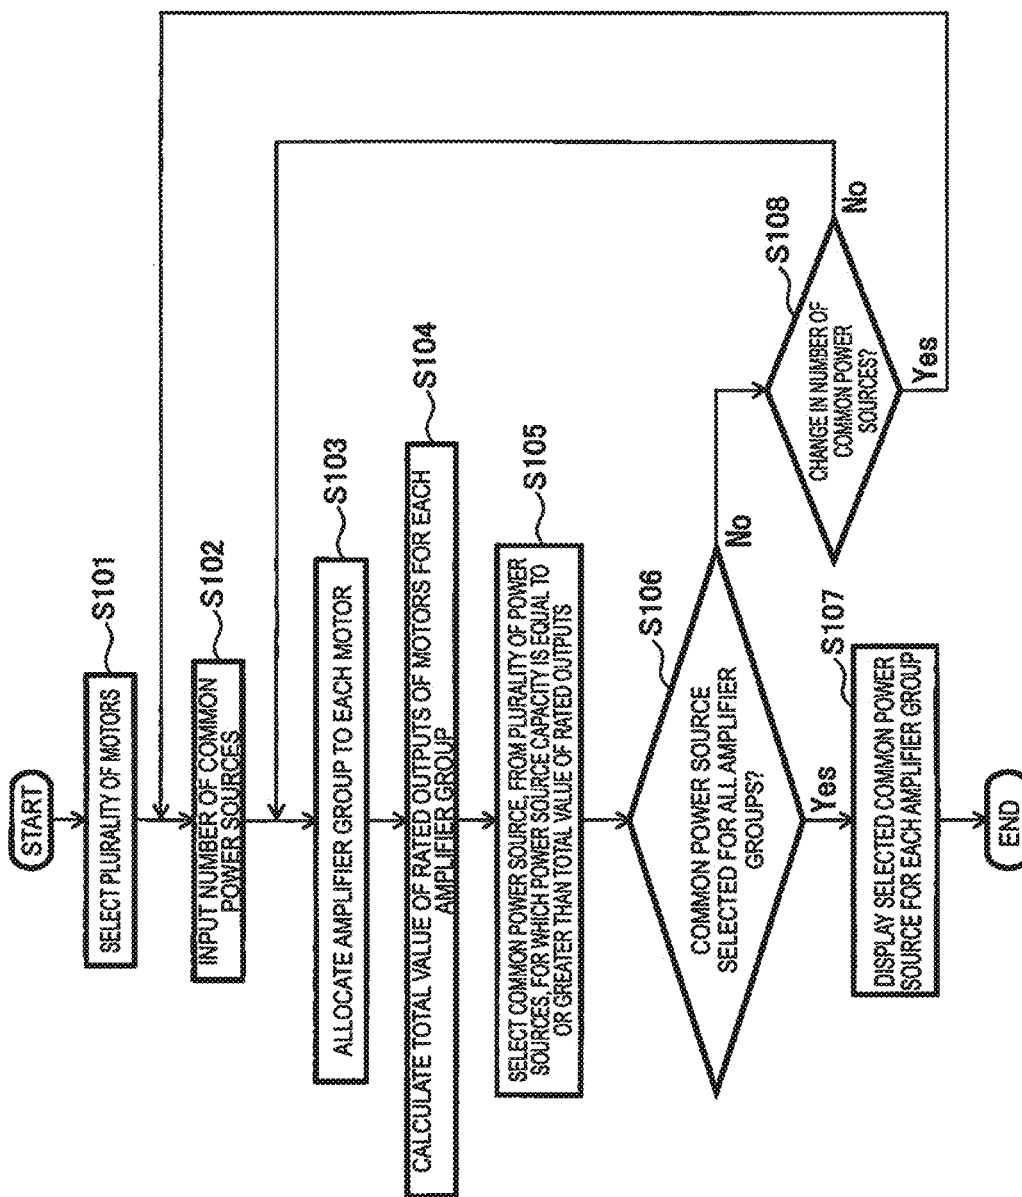 START
SELECT PLURALITY OF MOTORS
S101
INPUT NUMBER OF COMMON
POWER SOURCES
S102
ALLOCATE AMPLIFIER GROUP TO EACH MOTOR
S103
CALCULATE TOTAL VALUE OF RATED OUTPUTS OF MOTORS FOR EACH
AMPLIFIER GROUP
S104
SELECT COMMON POWER SOURCE, FROM PLURALITY OF POWER
SOURCES, FOR WHICH POWER SOURCE CAPACITY IS EQUAL TO
OR GREATER THAN TOTAL VALUE OF RATED OUTPUTS
S105
COMMON POWER SOURCE
SELECTED FOR ALL AMPLIFIER
GROUPS?
S106
No
Yes
DISPLAY SELECTED COMMON POWER
SOURCE FOR EACH AMPLIFIER GROUP
S107
END
CHANGE IN NUMBER OF
COMMON POWER
SOURCES?
S108
No
Yes